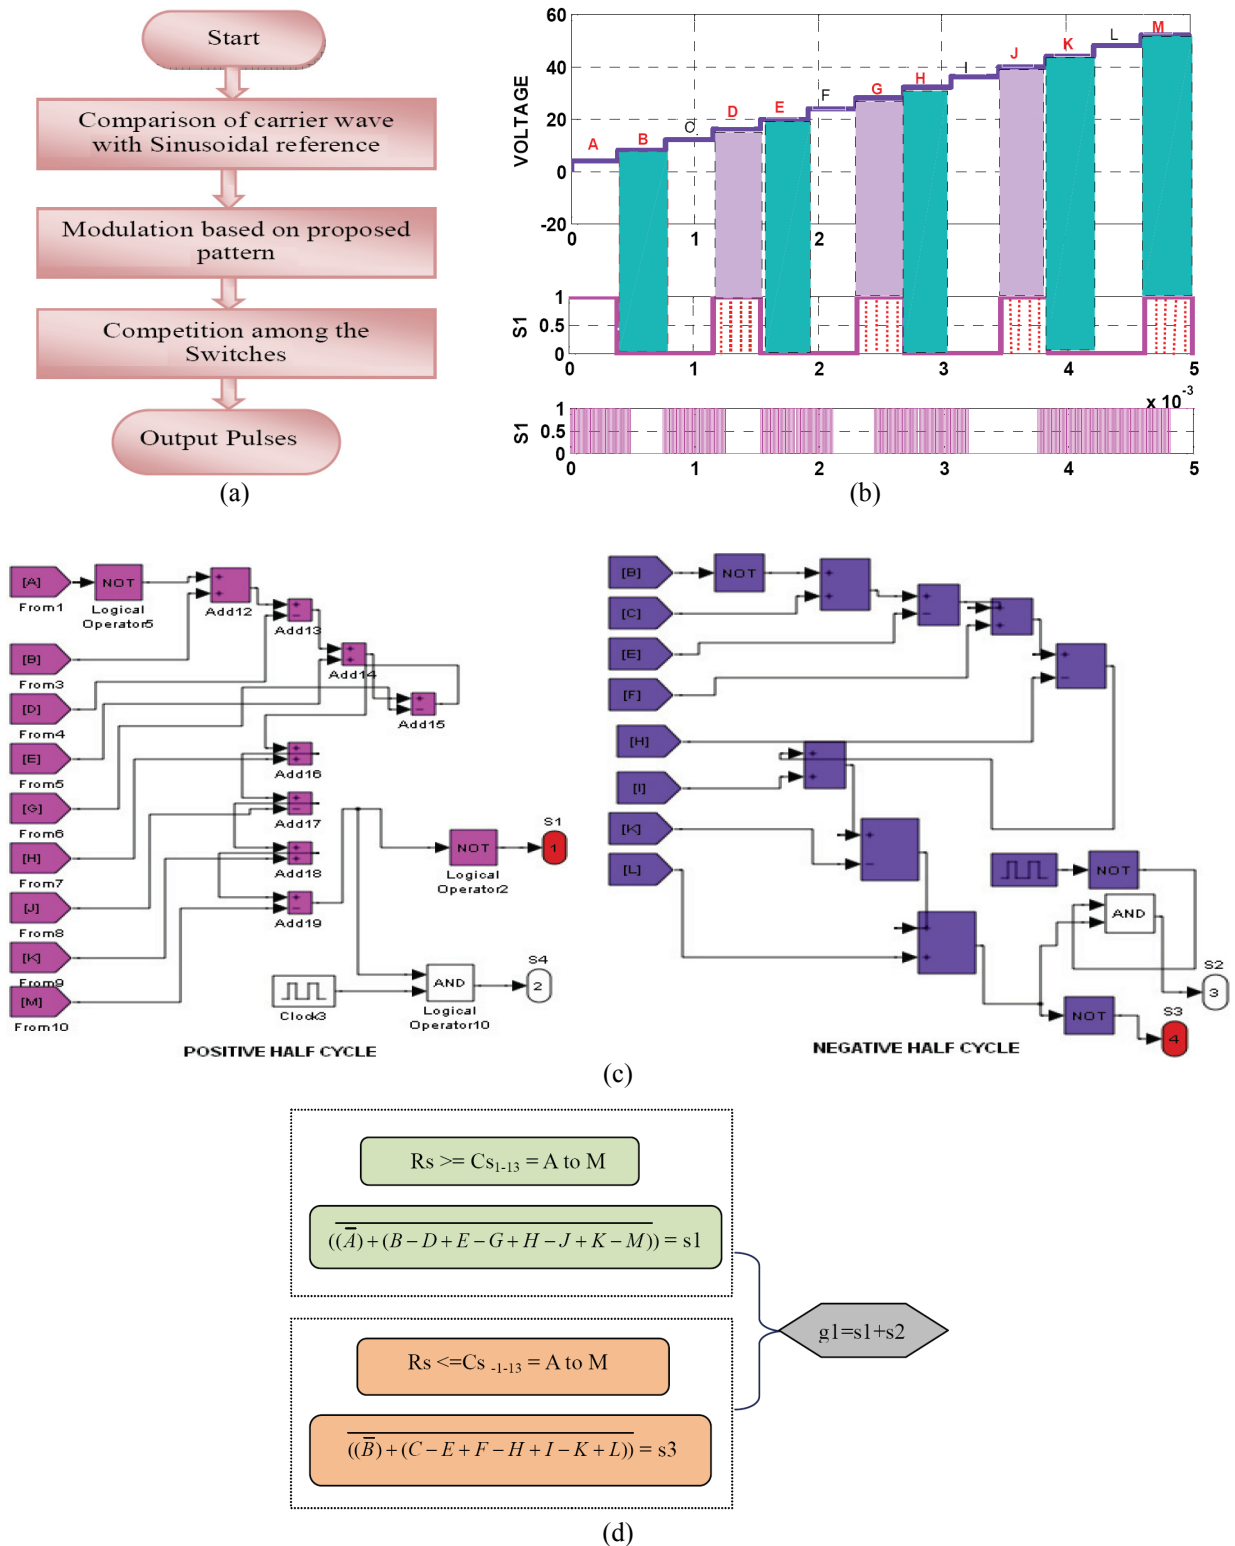 Start
Comparison of carrier wave
with Sinusoidal reference
Modulation based on proposed
pattern
Competition among the
Switches
Output Pulses
(a)
60
40
20
0
-20
VOLTAGE
A
B
C
D
E
F
G
H
I
J
K
L
M
0
1
2
1
0.5
0
S1
0
1
2
3
4
5
x 10⁻³
1
0.5
0
S1
0
1
2
3
4
5
(b)
[A]
From1
NOT
Logical
Operator5
Add12
Add13
[B]
From3
Add14
[D]
From4
Add15
[E]
From5
Add16
[G]
From6
Add17
[H]
From7
Add18
[J]
From8
Add19
[K]
From9
[M]
From10
NOT
Logical
Operator2
S1
1
Clock3
AND
Logical
Operator10
S4
2
POSITIVE HALF CYCLE
[B]
NOT
[C]
[E]
[F]
[H]
[I]
[K]
[L]
NOT
AND
S2
3
NOT
S3
4
NEGATIVE HALF CYCLE
(c)
Rs >= Cs₁₋₁₃ = A to M
((A̅)+(B−D+E−G+H−J+K−M)) = s1
g1=s1+s2
Rs <=Cs ₋₁₋₁₃ = A to M
((B̅)+(C−E+F−H+I−K+L)) = s3
(d)